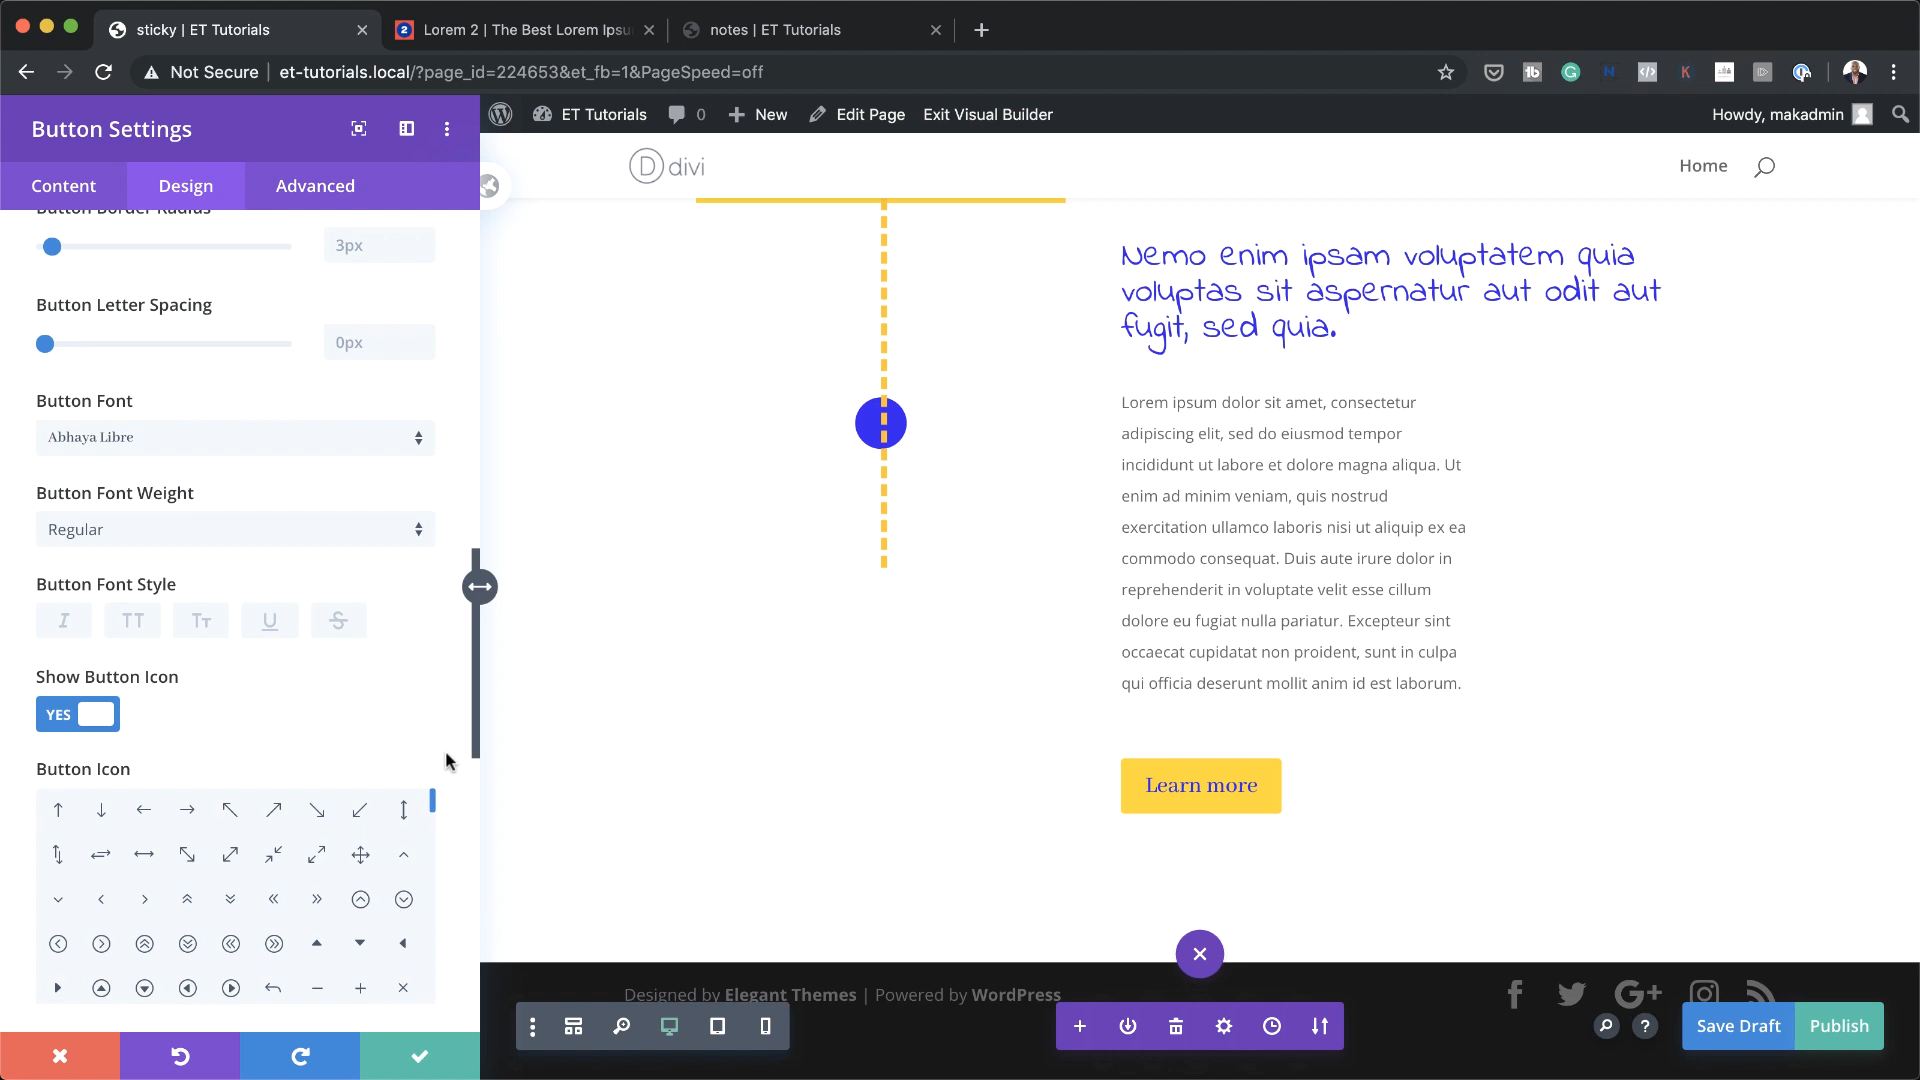 sticky | ET Tutorials
Lorem 2 | The Best Lorem Ipsu
notes | ET Tutorials
Not Secure | et-tutorials.local/?page_id=224653&et_fb=1&PageSpeed=off
Button Settings
ET Tutorials
0
New
Edit Page
Exit Visual Builder
Howdy, makadmin
Content
Design
Advanced
divi
Home
Button Border Radius
3px
Button Letter Spacing
0px
Button Font
Abhaya Libre
Button Font Weight
Regular
Button Font Style
I TT TT U S
Show Button Icon
YES
Button Icon
Nemo enim ipsam voluptatem quia
voluptas sit aspernatur aut odit aut
fugit, sed quia.
Lorem ipsum dolor sit amet, consectetur
adipiscing elit, sed do eiusmod tempor
incididunt ut labore et dolore magna aliqua. Ut
enim ad minim veniam, quis nostrud
exercitation ullamco laboris nisi ut aliquip ex ea
commodo consequat. Duis aute irure dolor in
reprehenderit in voluptate velit esse cillum
dolore eu fugiat nulla pariatur. Excepteur sint
occaecat cupidatat non proident, sunt in culpa
qui officia deserunt mollit anim id est laborum.
Learn more
Designed by Elegant Themes | Powered by WordPress
Save Draft
Publish